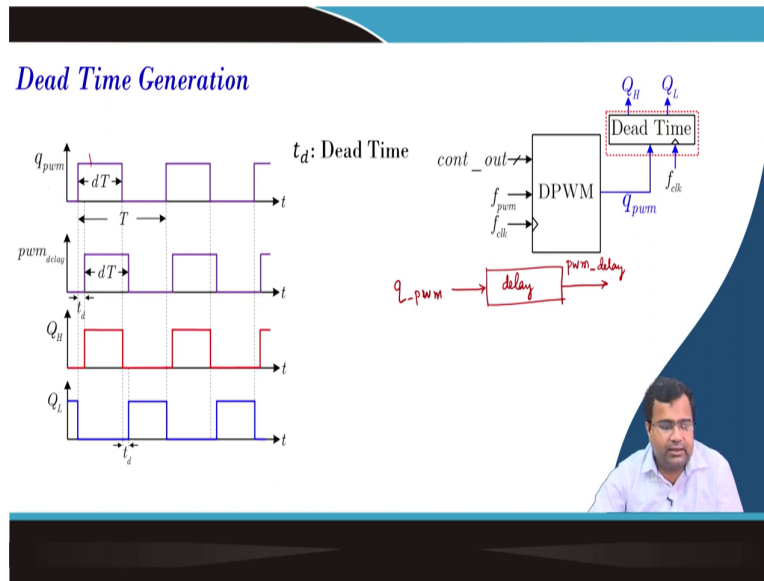 Dead Time Generation
q_pwm
dT
t
T
t_d: Dead Time
pwm_delay
dT
t
t_d
Q_H
t
Q_L
t
t_d
Q_H Q_L
Dead Time
cont_out
f_pwm
f_clk
DPWM
q_pwm
f_clk
q_pwm
delay
pwm_delay